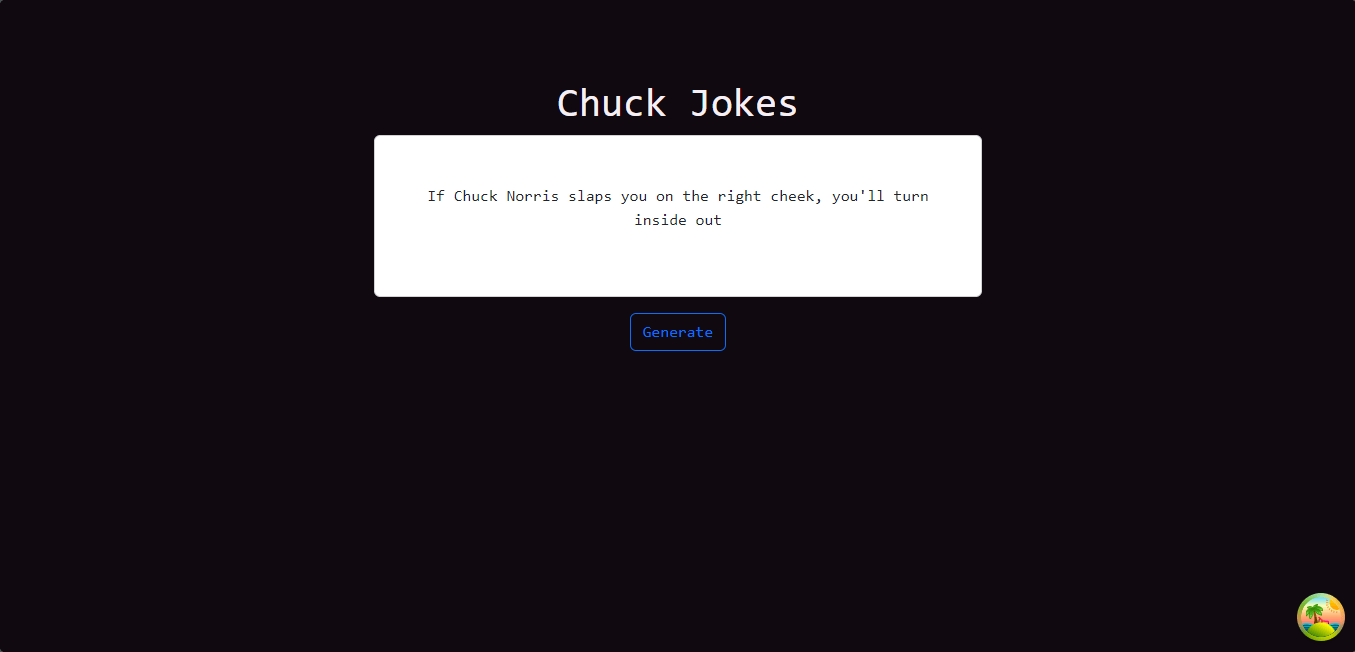 Chuck Jokes
If Chuck Norris slaps you on the right cheek, you'll turn
inside out
Generate